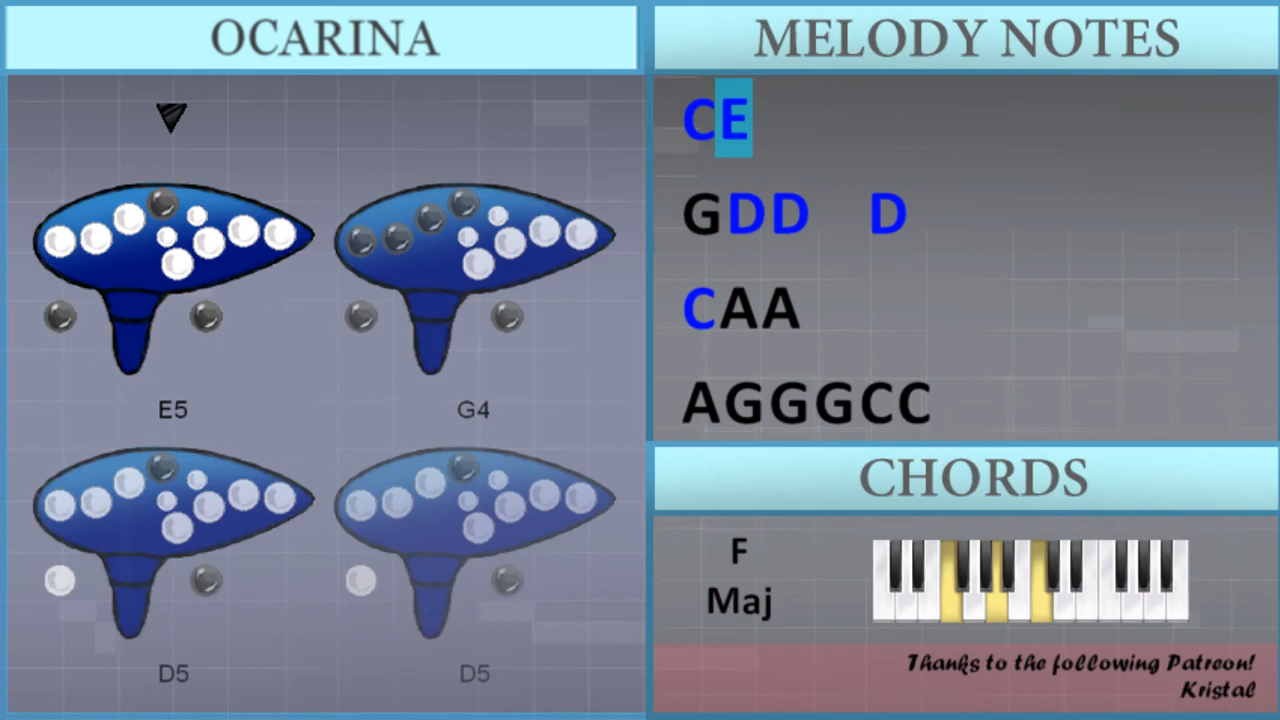 OCARINA
E5
G4
D5
D5
MELODY NOTES
CE
GDD D
CAA
AGGGCC
CHORDS
F
Maj
Thanks to the following Patreon!
Kristal